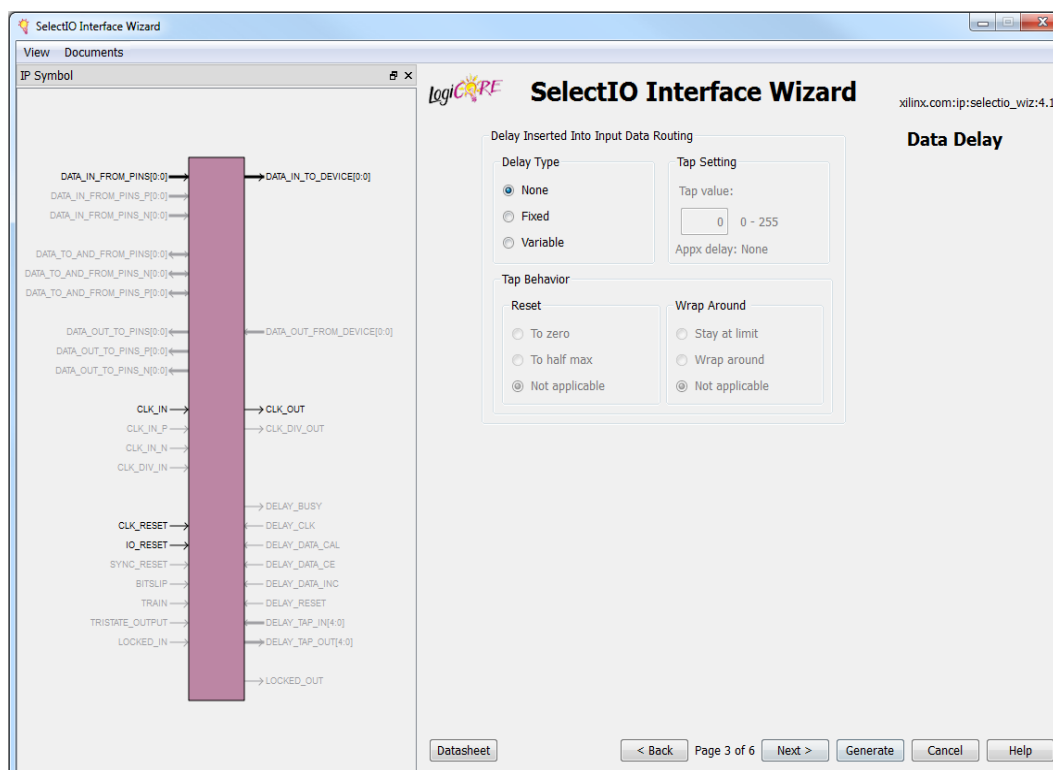 SelectIO Interface Wizard
View Documents
IP Symbol
DATA_IN_FROM_PINS[0:0]
DATA_IN_TO_DEVICE[0:0]
DATA_IN_FROM_PINS_P[0:0]
DATA_IN_FROM_PINS_N[0:0]
DATA_TO_AND_FROM_PINS[0:0]
DATA_TO_AND_FROM_PINS_N[0:0]
DATA_TO_AND_FROM_PINS_P[0:0]
DATA_OUT_TO_PINS[0:0]
DATA_OUT_FROM_DEVICE[0:0]
DATA_OUT_TO_PINS_P[0:0]
DATA_OUT_TO_PINS_N[0:0]
CLK_IN
CLK_OUT
CLK_IN_P
CLK_DIV_OUT
CLK_IN_N
CLK_DIV_IN
DELAY_BUSY
CLK_RESET
DELAY_CLK
IO_RESET
DELAY_DATA_CAL
SYNC_RESET
DELAY_DATA_CE
BITSLIP
DELAY_DATA_INC
TRAIN
DELAY_RESET
TRISTATE_OUTPUT
DELAY_TAP_IN[4:0]
LOCKED_IN
DELAY_TAP_OUT[4:0]
LOCKED_OUT
LogiCORE
SelectIO Interface Wizard
xilinx.com:ip:selectio_wiz:4.1
Data Delay
Delay Inserted Into Input Data Routing
Delay Type
None
Fixed
Variable
Tap Setting
Tap value:
0 0 - 255
Appx delay: None
Tap Behavior
Reset
To zero
To half max
Not applicable
Wrap Around
Stay at limit
Wrap around
Not applicable
Datasheet
< Back
Page 3 of 6
Next >
Generate
Cancel
Help